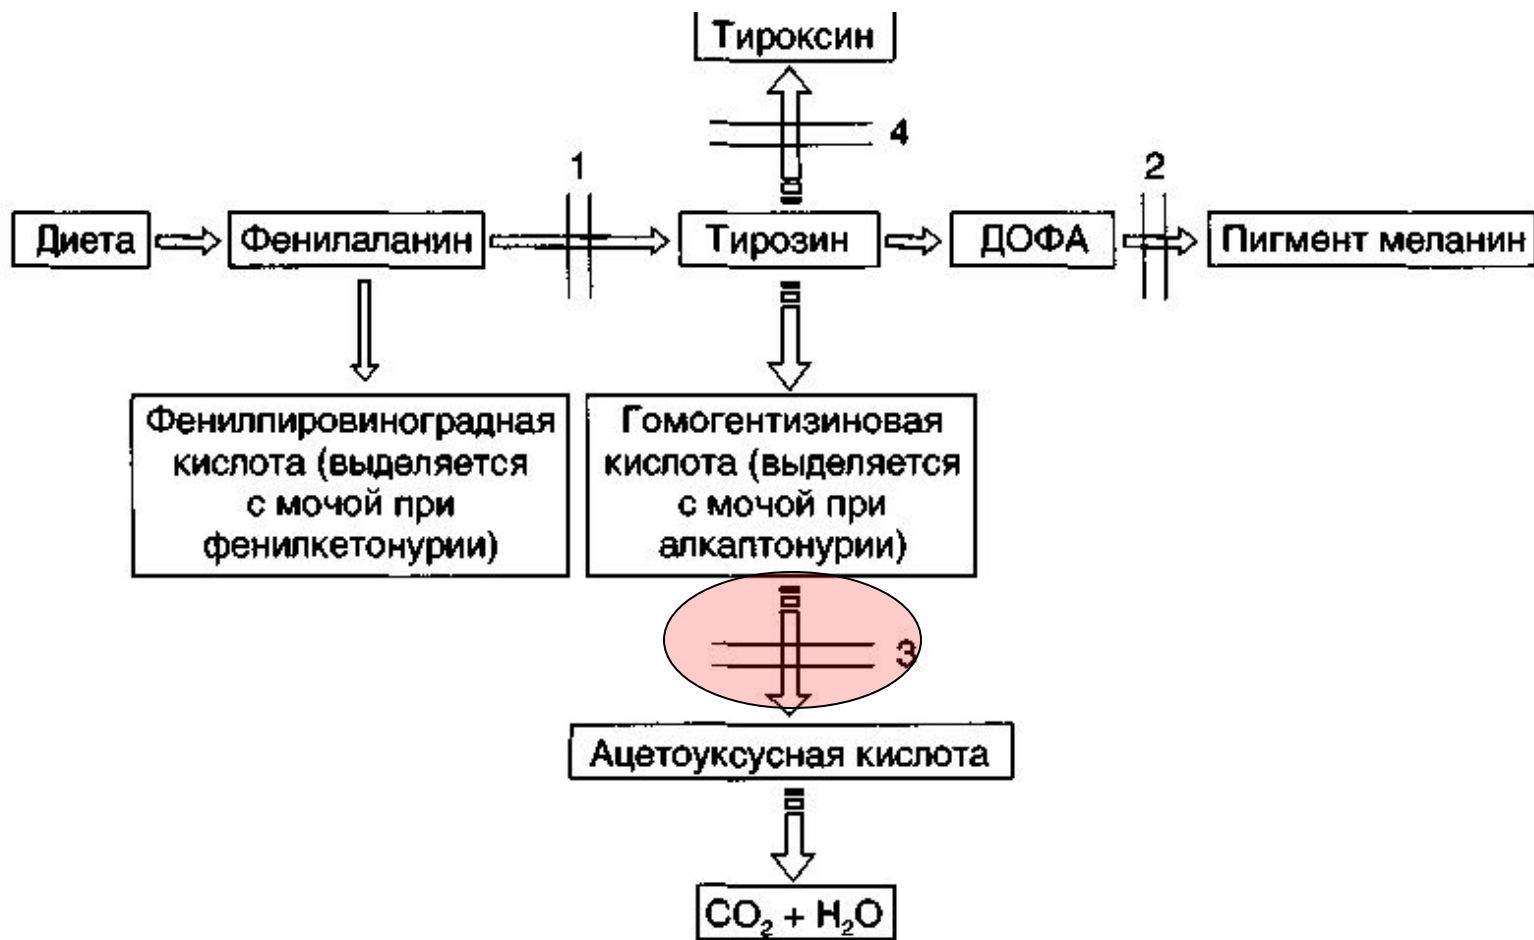 Тироксин
4
1
2
Диета
Фенилаланин
Тирозин
ДОФА
Пигмент меланин
Фенилпировиноградная
кислота (выделяется
с мочой при
фенилкетонурии)
Гомогентизиновая
кислота (выделяется
с мочой при
алкаптонурии)
3
Ацетоуксусная кислота
CO₂ + H₂O